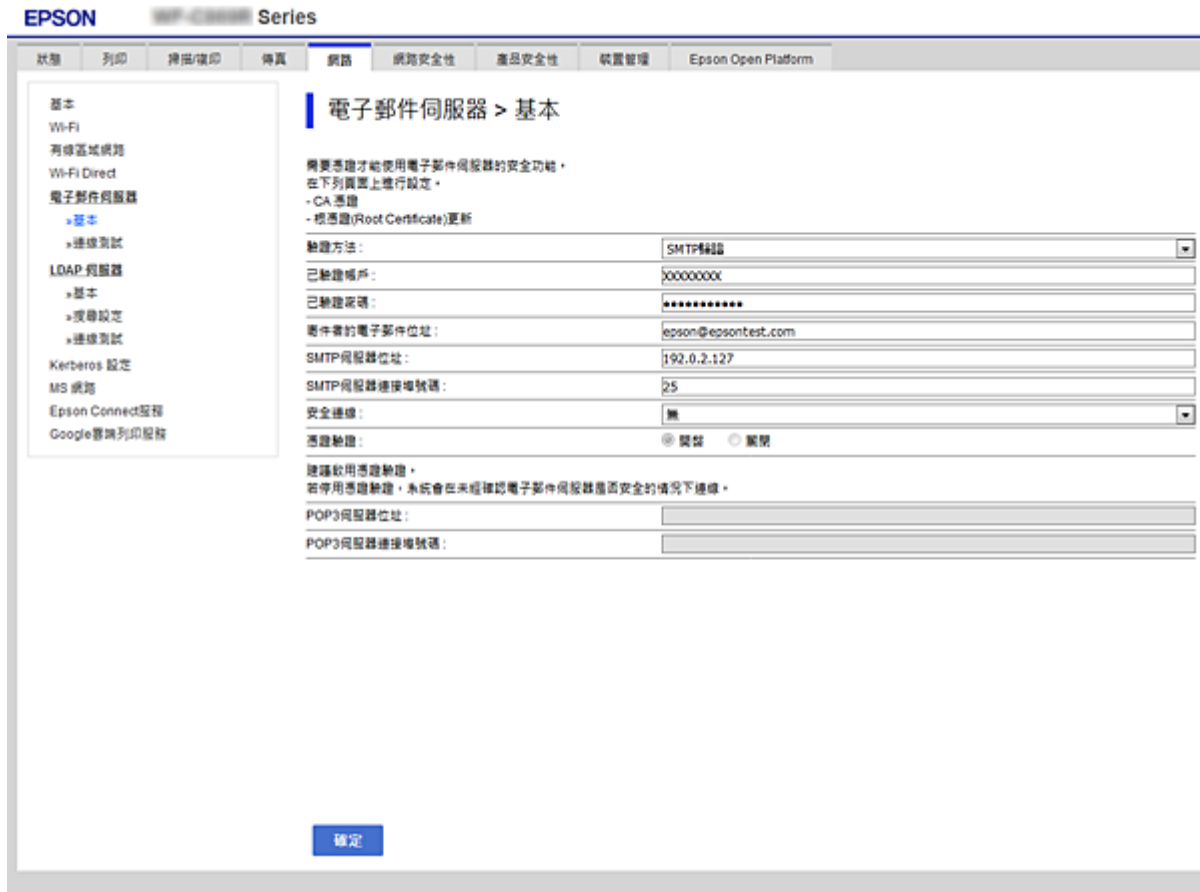 EPSON Series
狀態 列印 掃描/複印 傳真 網路 網路安全性 產品安全性 裝置管理 Epson Open Platform
基本
Wi-Fi
有線區域網路
Wi-Fi Direct
電子郵件伺服器
»基本
»連線測試
LDAP 伺服器
»基本
»搜尋設定
»連線測試
Kerberos 設定
MS 網路
Epson Connect服務
Google雲端列印服務
電子郵件伺服器 > 基本
需要憑證才能使用電子郵件伺服器的安全功能。
在下列頁面上進行設定。
- CA 憑證
- 根憑證(Root Certificate)更新
驗證方法 : SMTP驗證
已驗證帳戶 : XXXXXXXX
已驗證密碼 : •••••••••••
寄件者的電子郵件位址 : epson@epsontest.com
SMTP伺服器位址 : 192.0.2.127
SMTP伺服器連接埠號碼 : 25
安全連線 : 無
憑證驗證 : 開啟 關閉
建議啟用憑證驗證。
若停用憑證驗證，系統會在未經確認電子郵件伺服器是否安全的情況下連線。
POP3伺服器位址 :
POP3伺服器連接埠號碼 :
確定